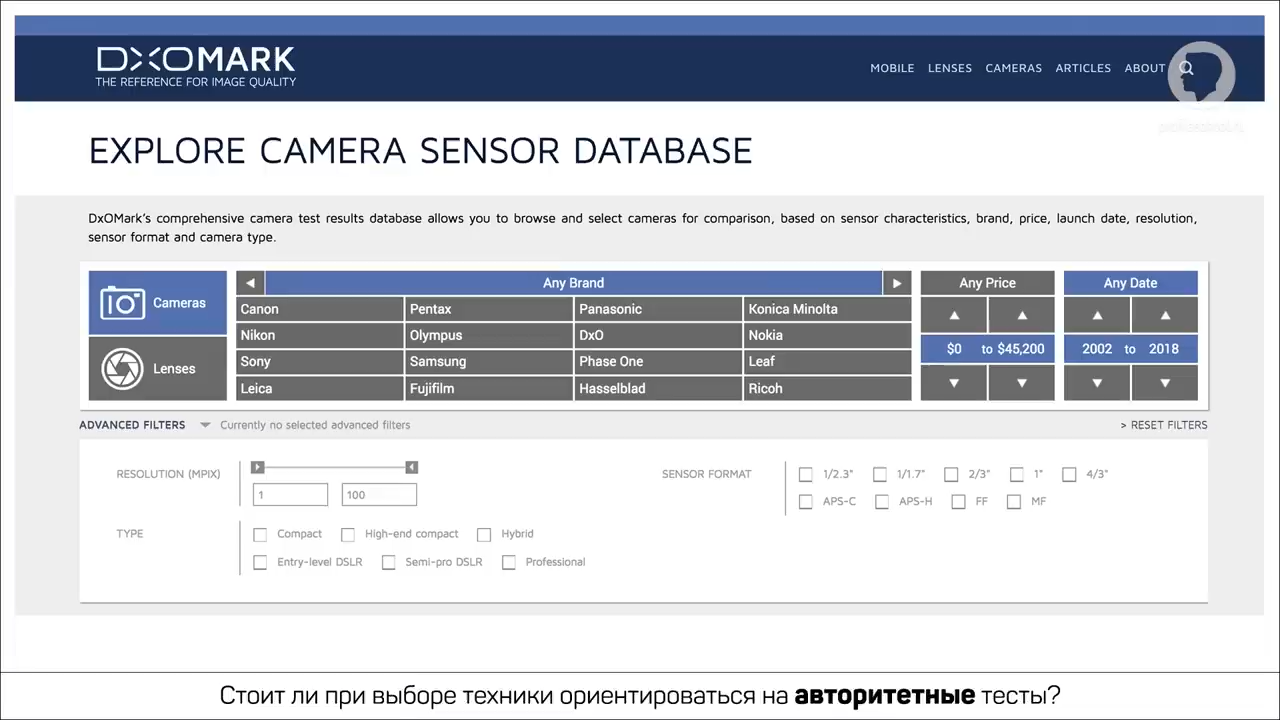 DXOMARK
THE REFERENCE FOR IMAGE QUALITY
MOBILE LENSES CAMERAS ARTICLES ABOUT
EXPLORE CAMERA SENSOR DATABASE
DxOMark's comprehensive camera test results database allows you to browse and select cameras for comparison, based on sensor characteristics, brand, price, launch date, resolution,
sensor format and camera type.
Cameras
Lenses
Any Brand
Canon Pentax Panasonic Konica Minolta
Nikon Olympus DxO Nokia
Sony Samsung Phase One Leaf
Leica Fujifilm Hasselblad Ricoh
Any Price
$0 to $45,200
Any Date
2002 to 2018
ADVANCED FILTERS Currently no selected advanced filters > RESET FILTERS
RESOLUTION (MPIX)
1 100
TYPE Compact High-end compact Hybrid
Entry-level DSLR Semi-pro DSLR Professional
SENSOR FORMAT 1/2.3" 1/1.7" 2/3" 1" 4/3"
APS-C APS-H FF MF
Стоит ли при выборе техники ориентироваться на авторитетные тесты?